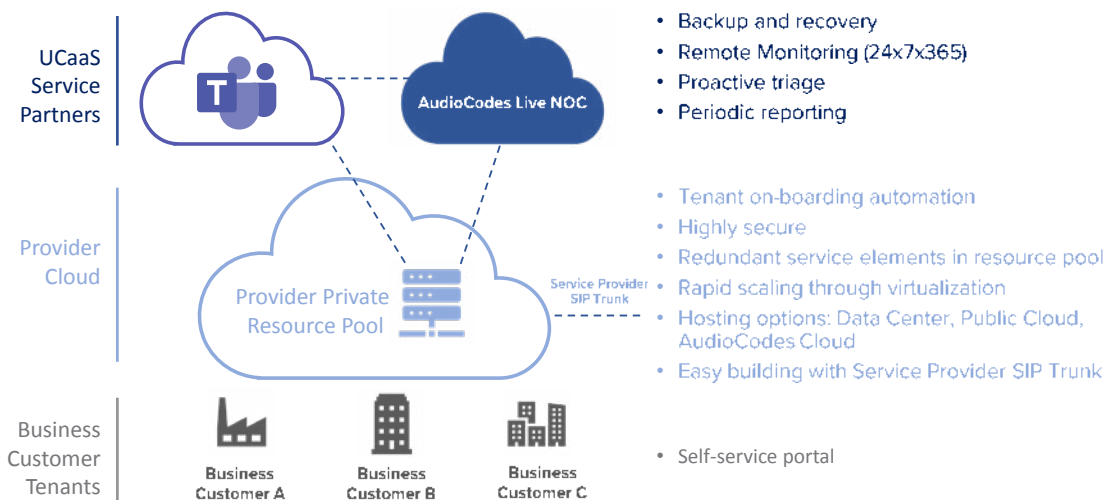 UCaaS
Service
Partners
T
AudioCodes Live NOC
• Backup and recovery
• Remote Monitoring (24x7x365)
• Proactive triage
• Periodic reporting
Provider
Cloud
Provider Private
Resource Pool
Service Provider
SIP Trunk
• Tenant on-boarding automation
• Highly secure
• Redundant service elements in resource pool
• Rapid scaling through virtualization
• Hosting options: Data Center, Public Cloud,
AudioCodes Cloud
• Easy building with Service Provider SIP Trunk
Business
Customer
Tenants
Business
Customer A
Business
Customer B
Business
Customer C
• Self-service portal